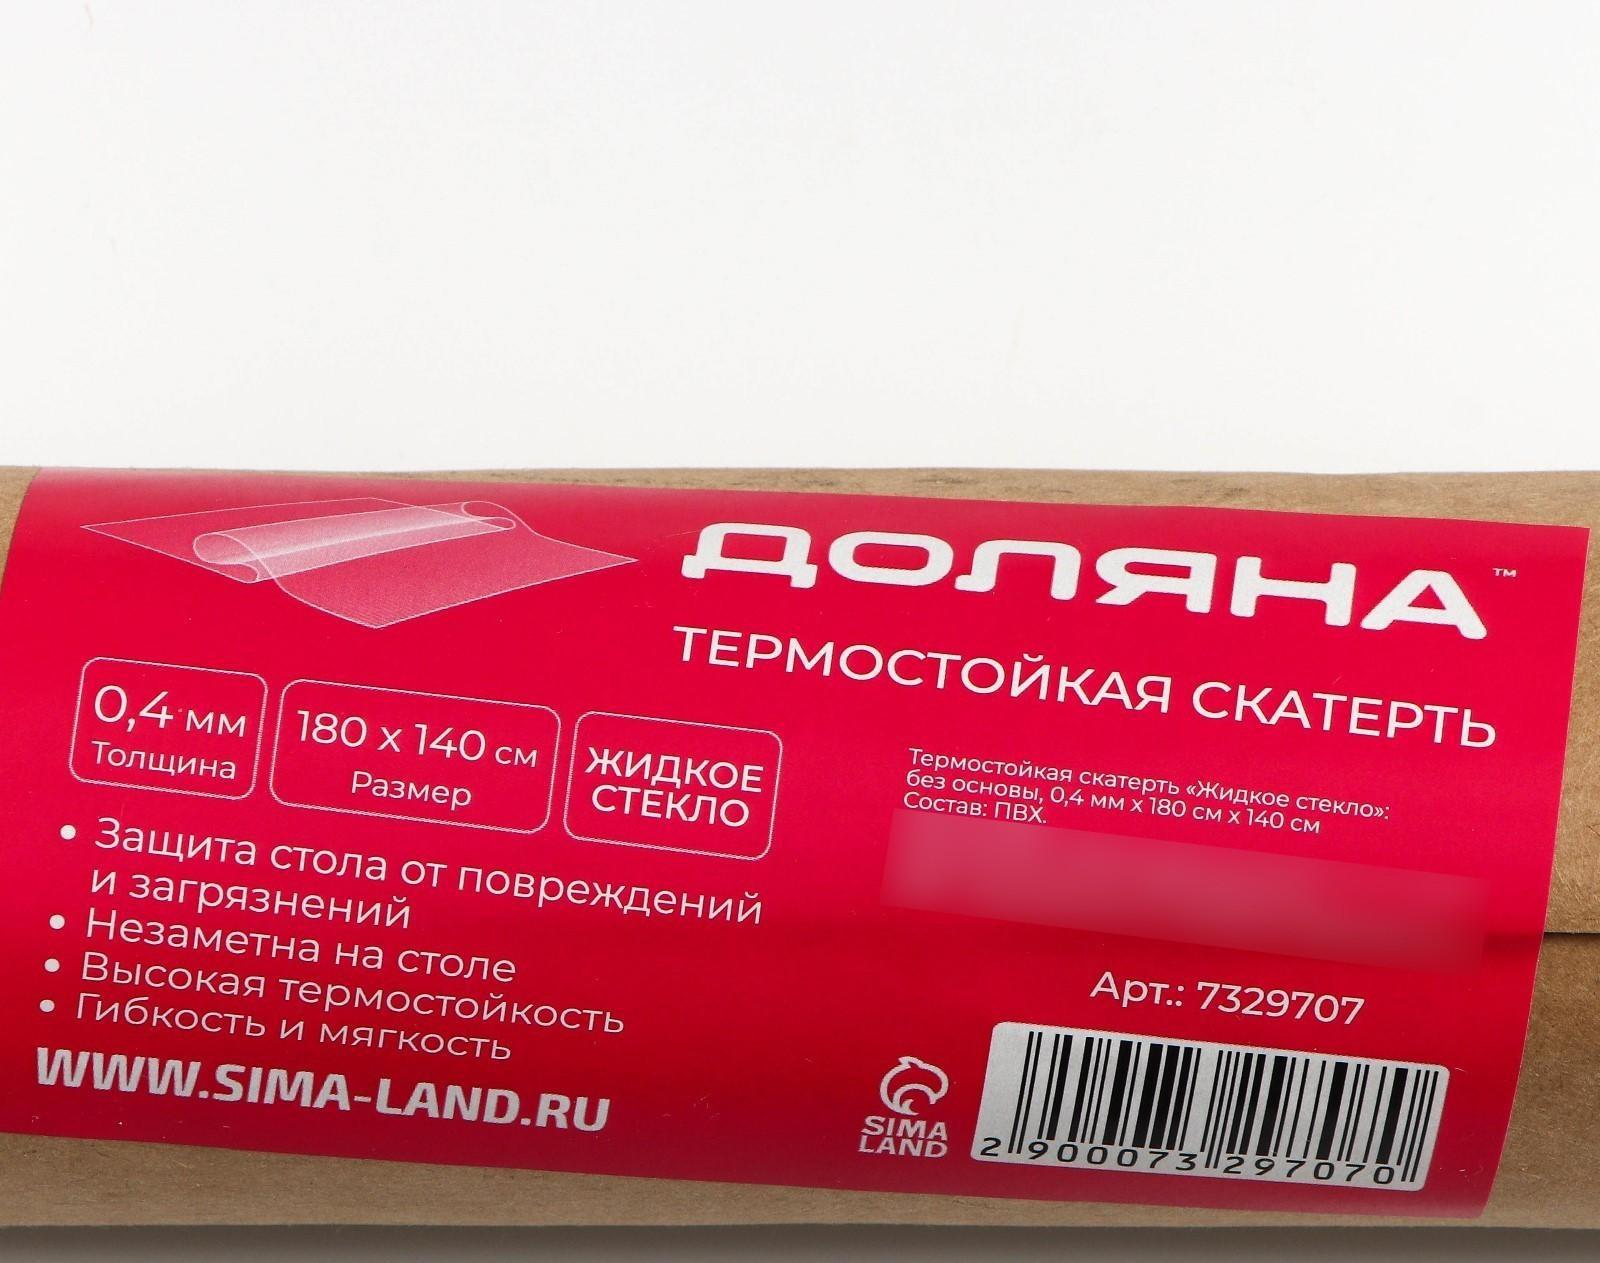 ДОЛЯНА™
ТЕРМОСТОЙКАЯ СКАТЕРТЬ
0,4 мм
Толщина
180 x 140 см
Размер
ЖИДКОЕ
СТЕКЛО
• Защита стола от повреждений
и загрязнений
• Незаметна на столе
• Высокая термостойкость
• Гибкость и мягкость
WWW.SIMA-LAND.RU
Термостойкая скатерть «Жидкое стекло»:
без основы, 0,4 мм х 180 см х 140 см
Состав: ПВХ.
Арт.: 7329707
SIMA
LAND
2 900073 297070